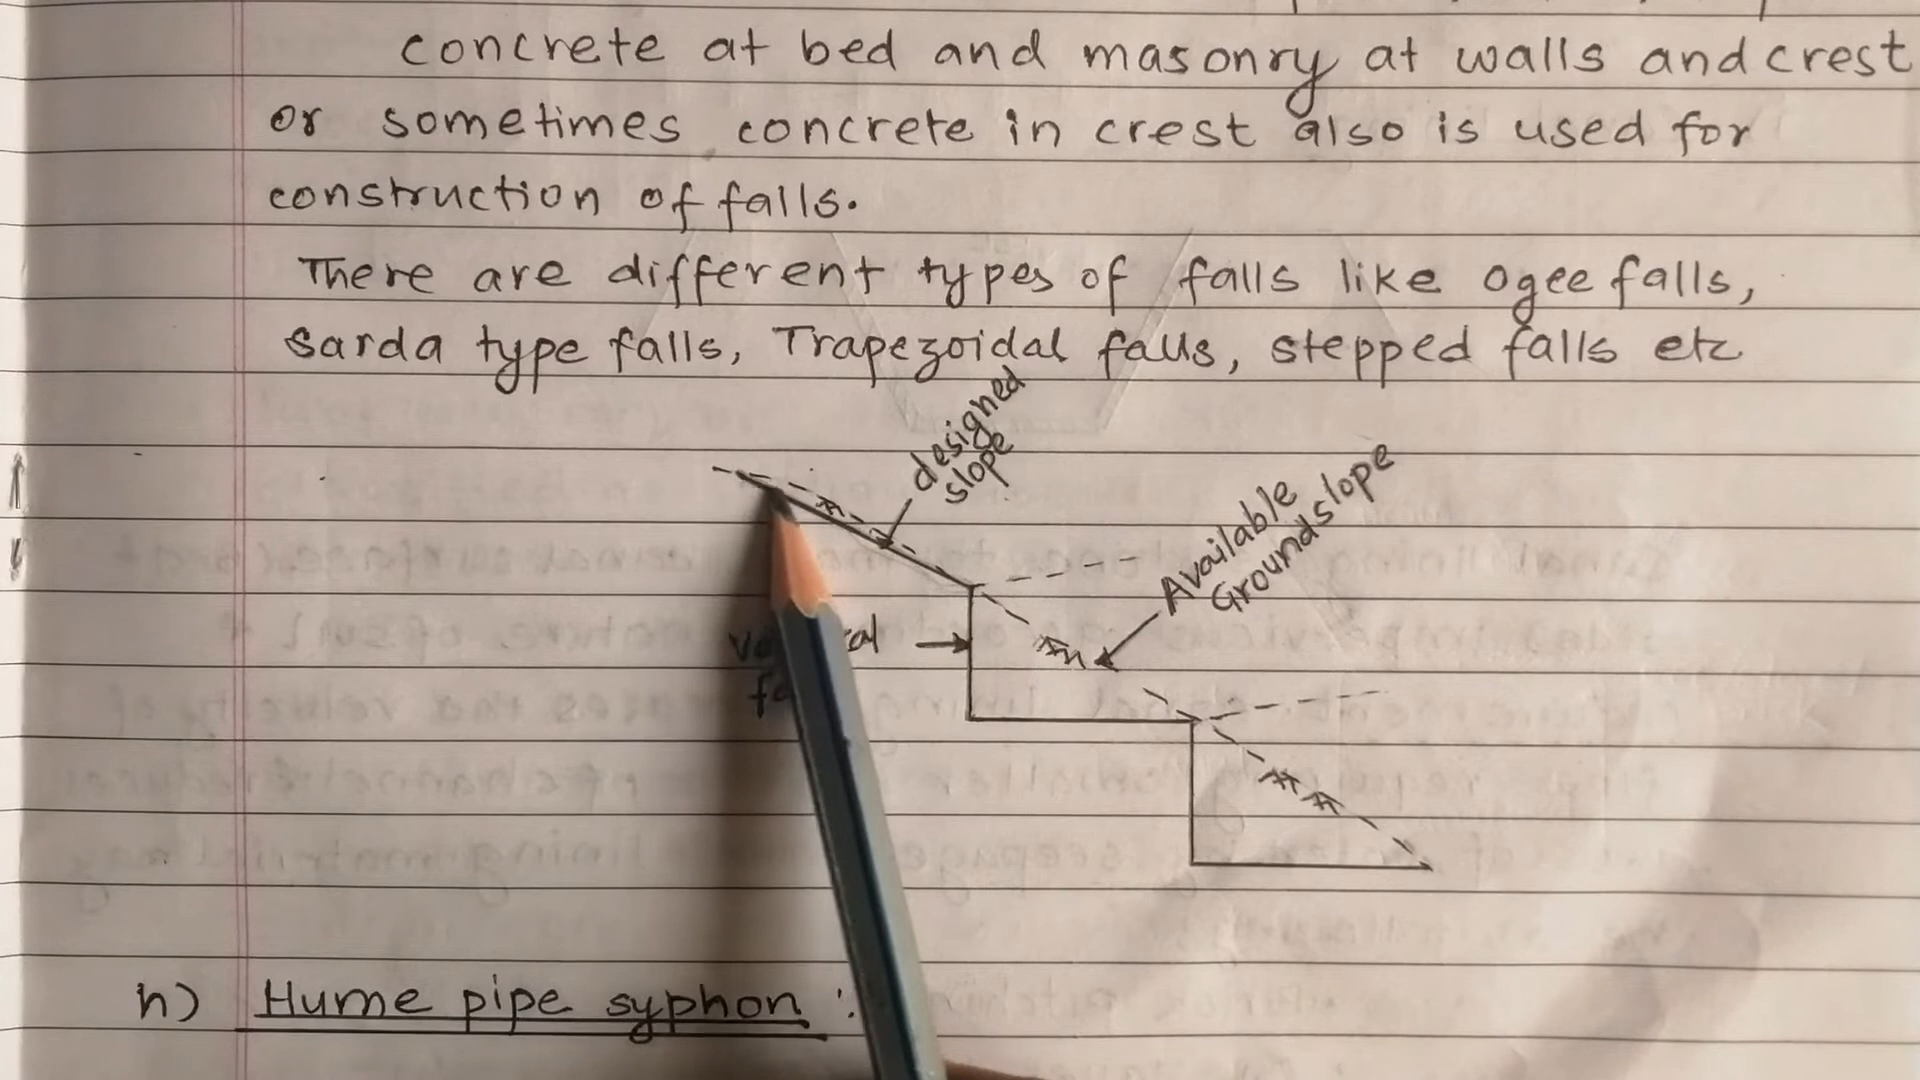 concrete at bed and masonry at walls and crest
or sometimes concrete in crest also is used for
construction of falls.
There are different types of falls like ogee falls,
Sarda type falls, Trapezoidal falls, stepped falls etc
designed
slope
Available
Ground slope
h) Hume pipe syphon :